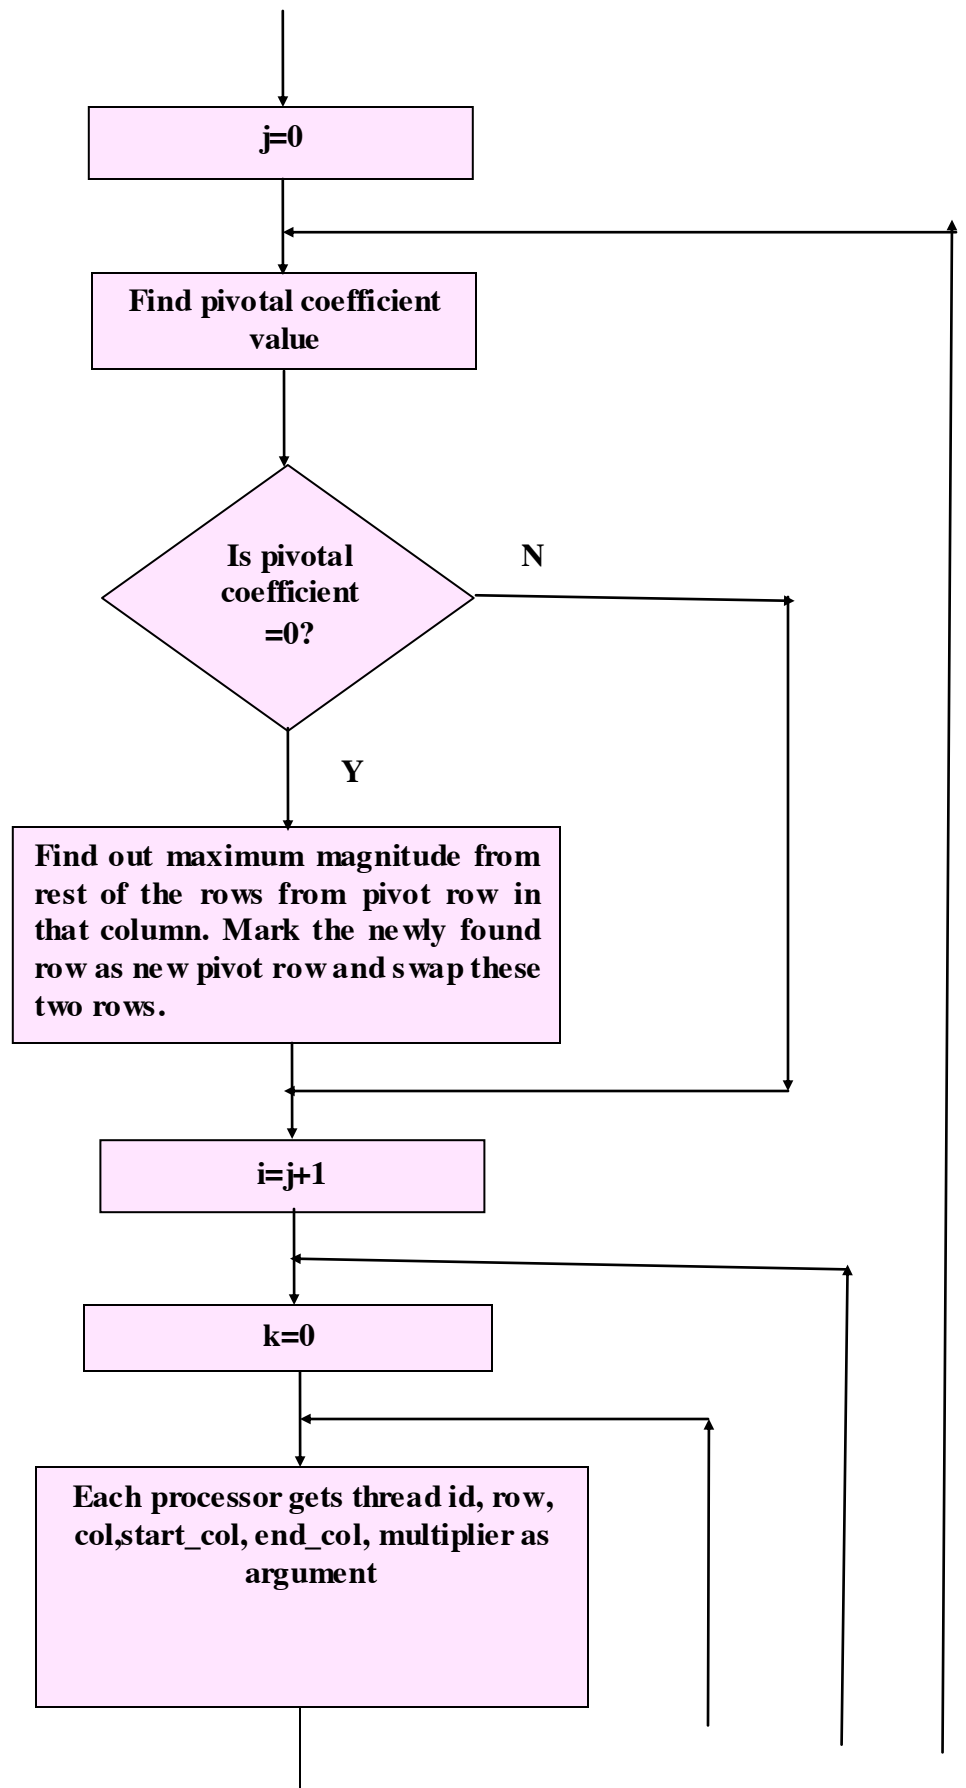 j=0
Find pivotal coefficient
value
Is pivotal
coefficient
=0?
N
Y
Find out maximum magnitude from
rest of the rows from pivot row in
that column. Mark the newly found
row as new pivot row and swap these
two rows.
i=j+1
k=0
Each processor gets thread id, row,
col,start_col, end_col, multiplier as
argument